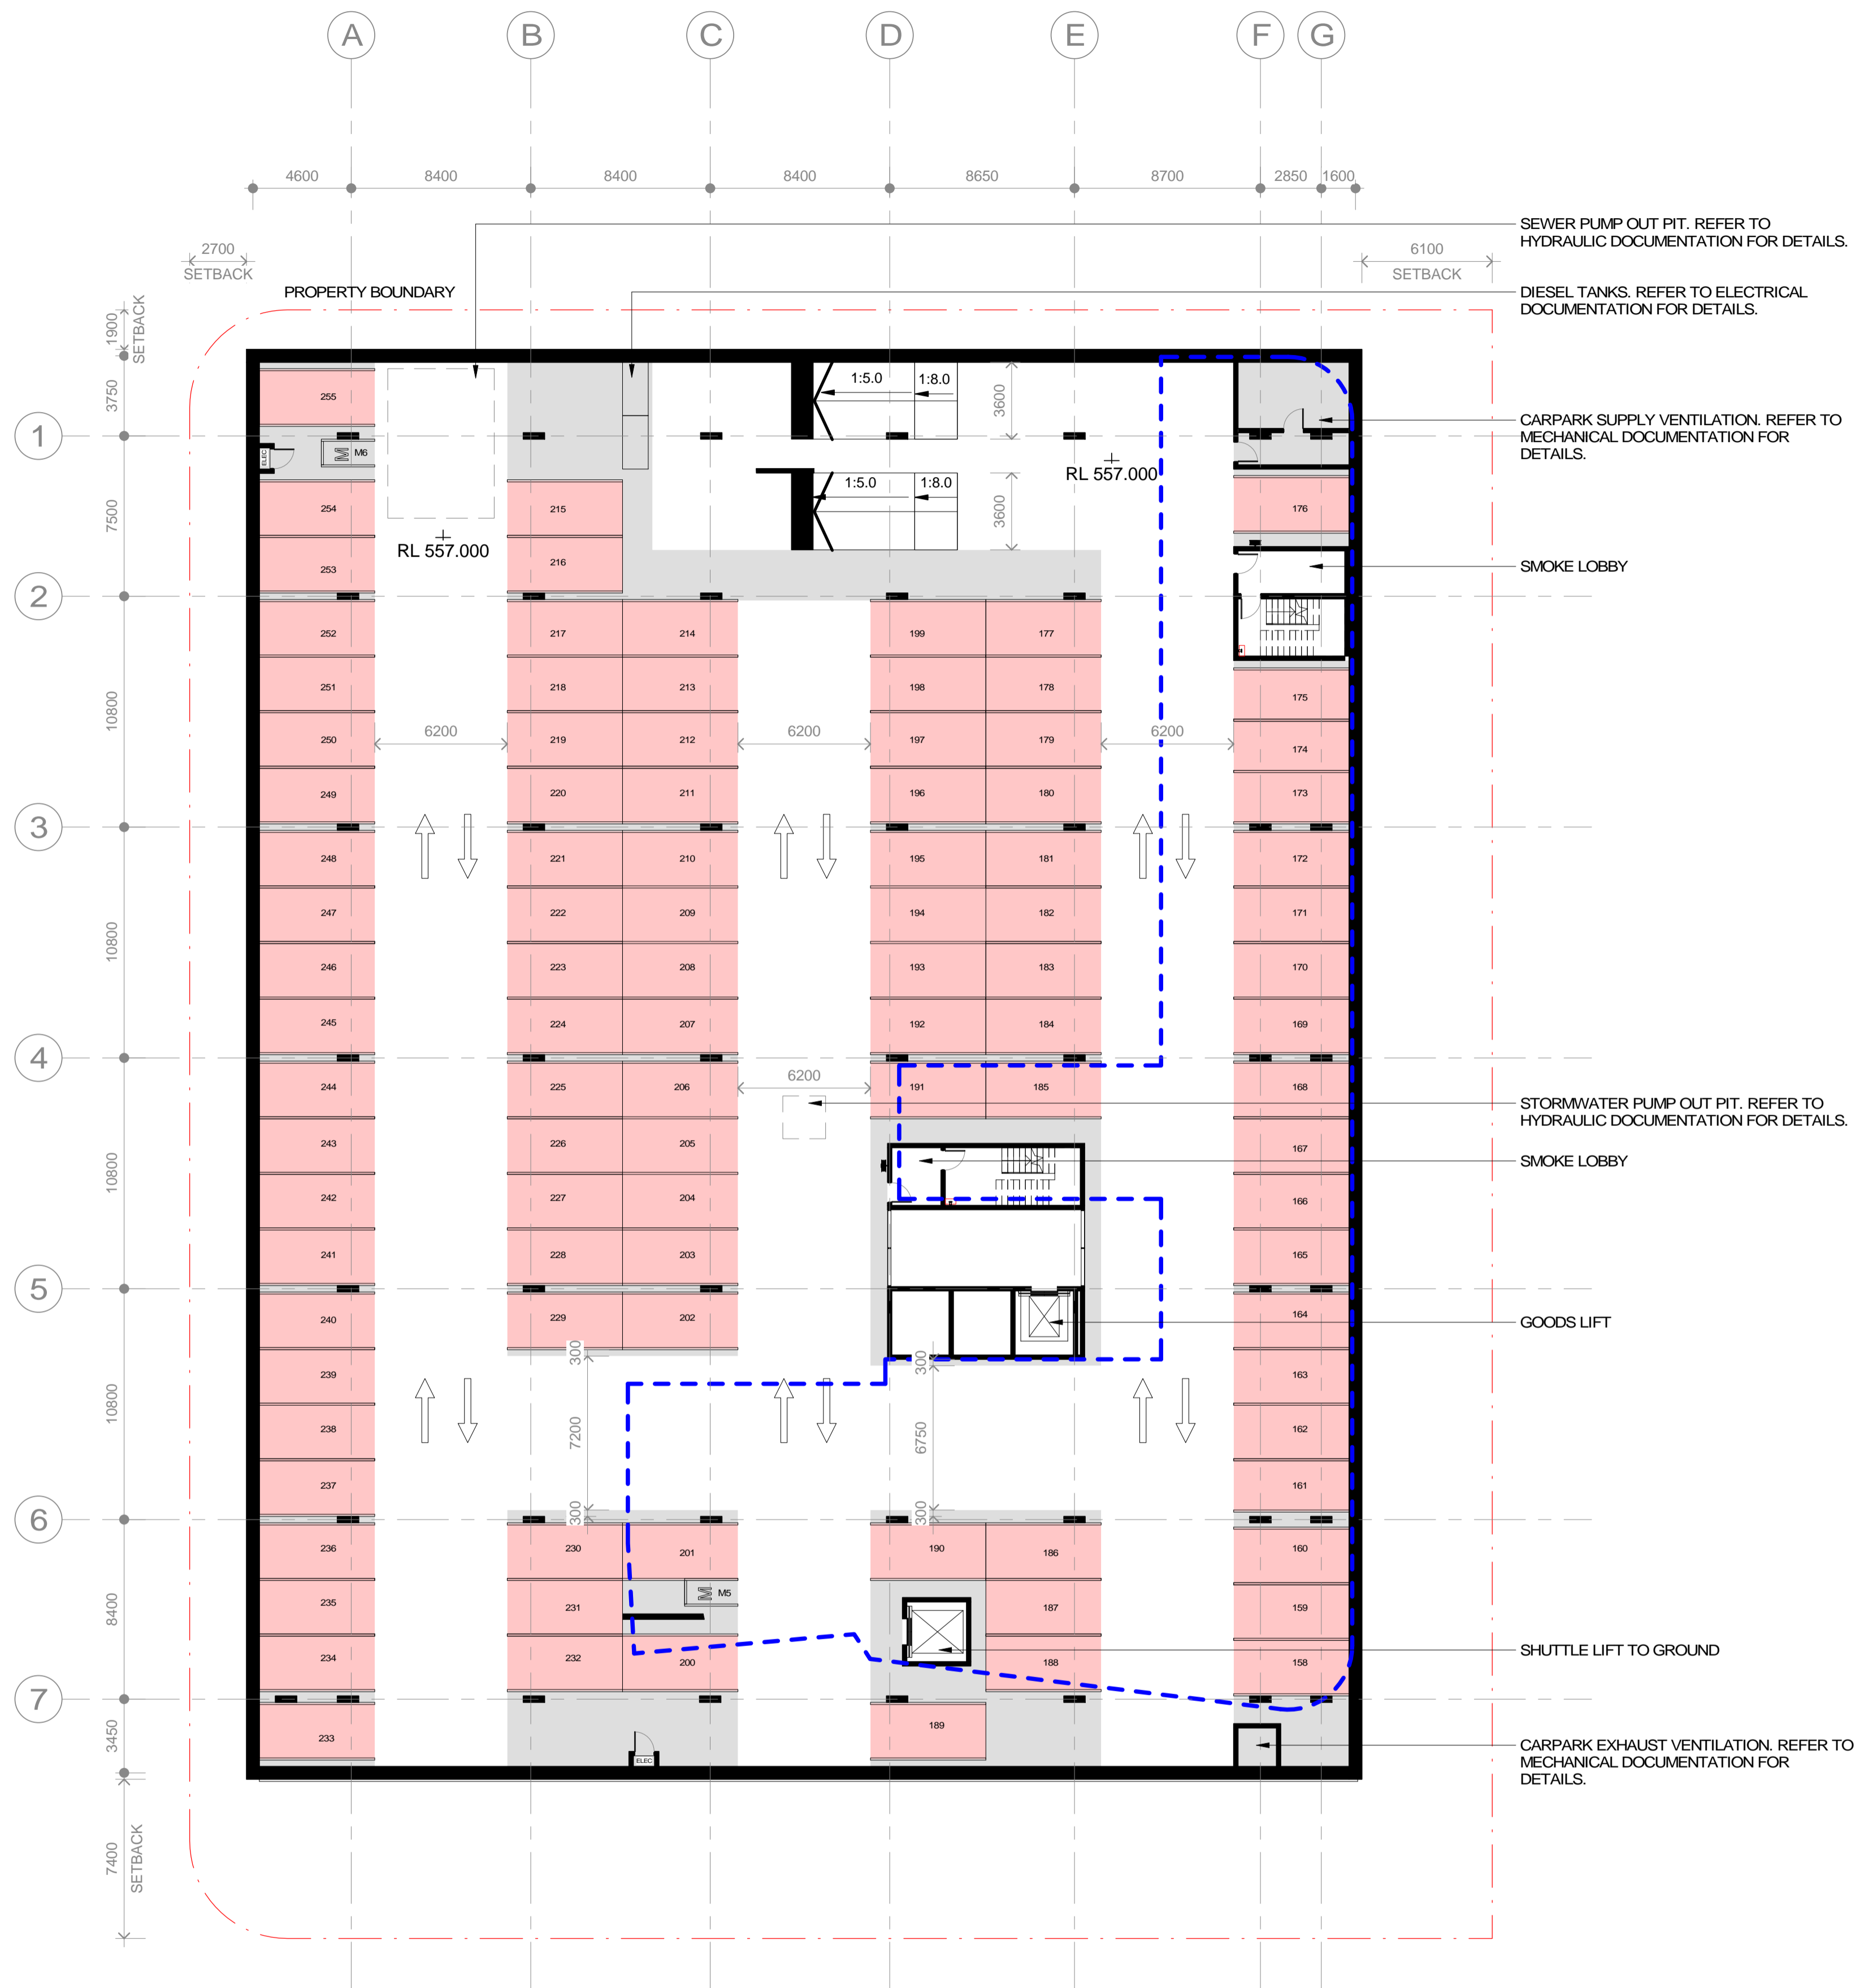 A B C D E F G
4600 8400 8400 8400 8650 8700 2850 1600
SEWER PUMP OUT PIT. REFER TO
HYDRAULIC DOCUMENTATION FOR DETAILS.
2700
SETBACK
6100
SETBACK
PROPERTY BOUNDARY
DIESEL TANKS. REFER TO ELECTRICAL
DOCUMENTATION FOR DETAILS.
1900
SETBACK
3750
1:5.0 1:8.0
3600
255
CARPARK SUPPLY VENTILATION. REFER TO
MECHANICAL DOCUMENTATION FOR
DETAILS.
1
ELEC
M M6
RL 557.000
1:5.0 1:8.0
3600
7500
254 215 176
RL 557.000
253 216
SMOKE LOBBY
2
252 217 214 199 177
251 218 213 198 178 175
10800
6200 6200 6200
250 219 212 197 179 174
249 220 211 196 180 173
3
248 221 210 195 181 172
247 222 209 194 182 171
10800
246 223 208 193 183 170
245 224 207 192 184 169
4
6200
244 225 206 191 185 168
STORMWATER PUMP OUT PIT. REFER TO
HYDRAULIC DOCUMENTATION FOR DETAILS.
243 226 205 167
SMOKE LOBBY
10800
242 227 204 166
241 228 203 165
5
240 229 202 164
GOODS LIFT
300 300
239 163
10800
7200 6750
238 162
237 161
300 300
6
236 230 201 190 186 160
M M5
8400
235 231 187 159
234 232 200 188 158
SHUTTLE LIFT TO GROUND
7
3450
233 189
ELEC
CARPARK EXHAUST VENTILATION. REFER TO
MECHANICAL DOCUMENTATION FOR
DETAILS.
7400
SETBACK